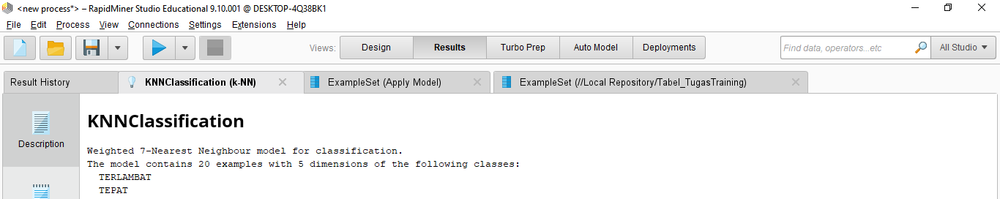 <new process*> – RapidMiner Studio Educational 9.10.001 @ DESKTOP-4Q38BK1
File Edit Process View Connections Settings Extensions Help
Views: Design Results Turbo Prep Auto Model Deployments Find data, operators...etc All Studio
Result History KNNClassification (k-NN) ExampleSet (Apply Model) ExampleSet (//Local Repository/Tabel_TugasTraining)
KNNClassification
Description
Weighted 7-Nearest Neighbour model for classification.
The model contains 20 examples with 5 dimensions of the following classes:
TERLAMBAT
TEPAT